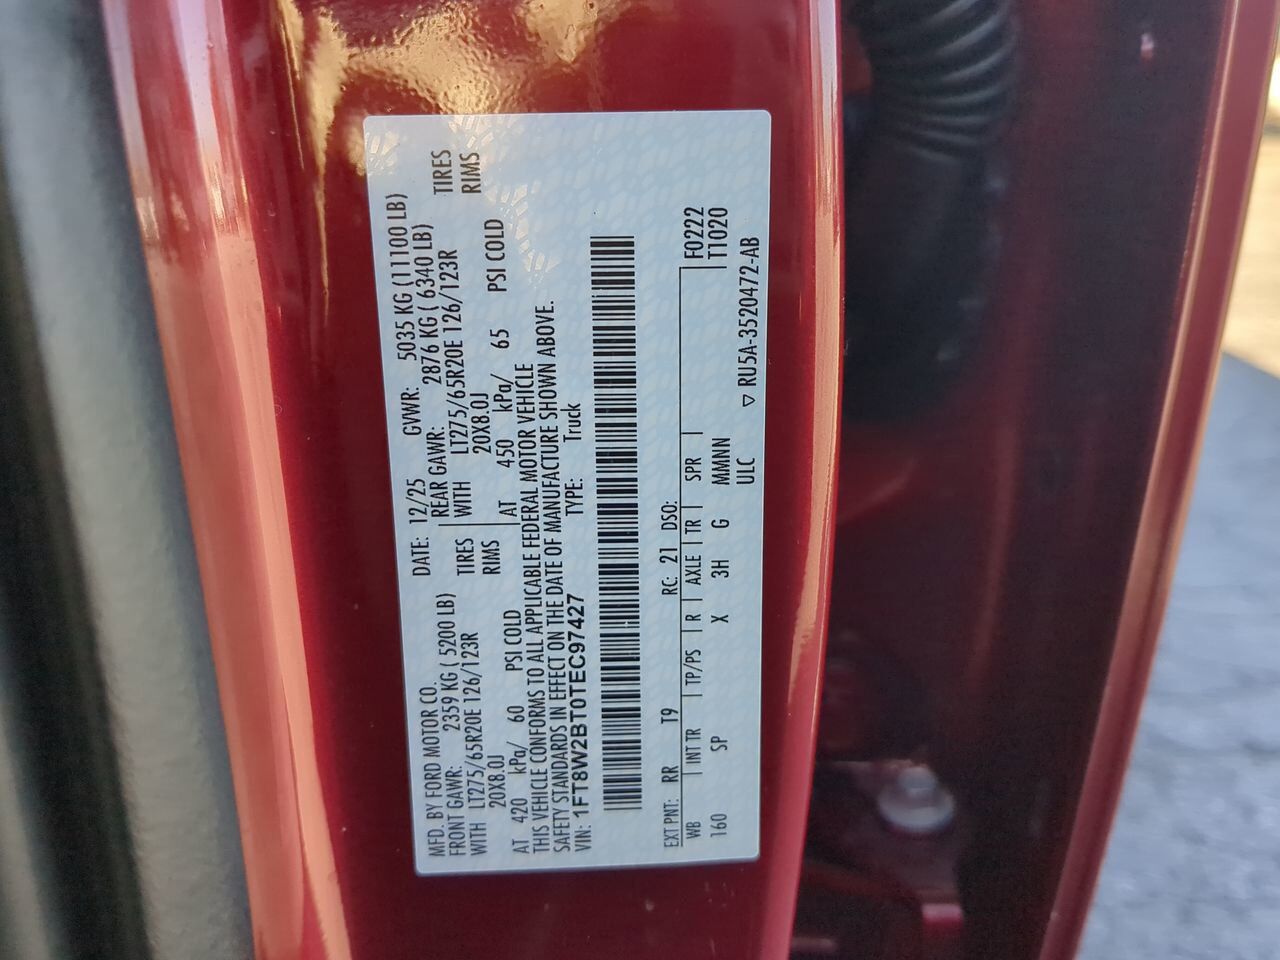 MFD. BY FORD MOTOR CO. DATE: 12/25 GVWR: 5035 KG (11100 LB)
FRONT GAWR: 2359 KG ( 5200 LB) REAR GAWR: 2876 KG ( 6340 LB)
WITH LT275/65R20E 126/123R TIRES WITH LT275/65R20E 126/123R TIRES
20X8.0J RIMS 20X8.0J RIMS
AT 420 kPa/ 60 PSI COLD AT 450 kPa/ 65 PSI COLD
THIS VEHICLE CONFORMS TO ALL APPLICABLE FEDERAL MOTOR VEHICLE
SAFETY STANDARDS IN EFFECT ON THE DATE OF MANUFACTURE SHOWN ABOVE.
VIN: 1FT8W2BT0TEC97427 TYPE: Truck
EXT PNT: RR T9 RC: 21 DSO: F0222
WB INT TR TP/PS R AXLE TR SPR T1020
160 SP X 3H G MMNN
ULC ▽ RU5A-3520472-AB